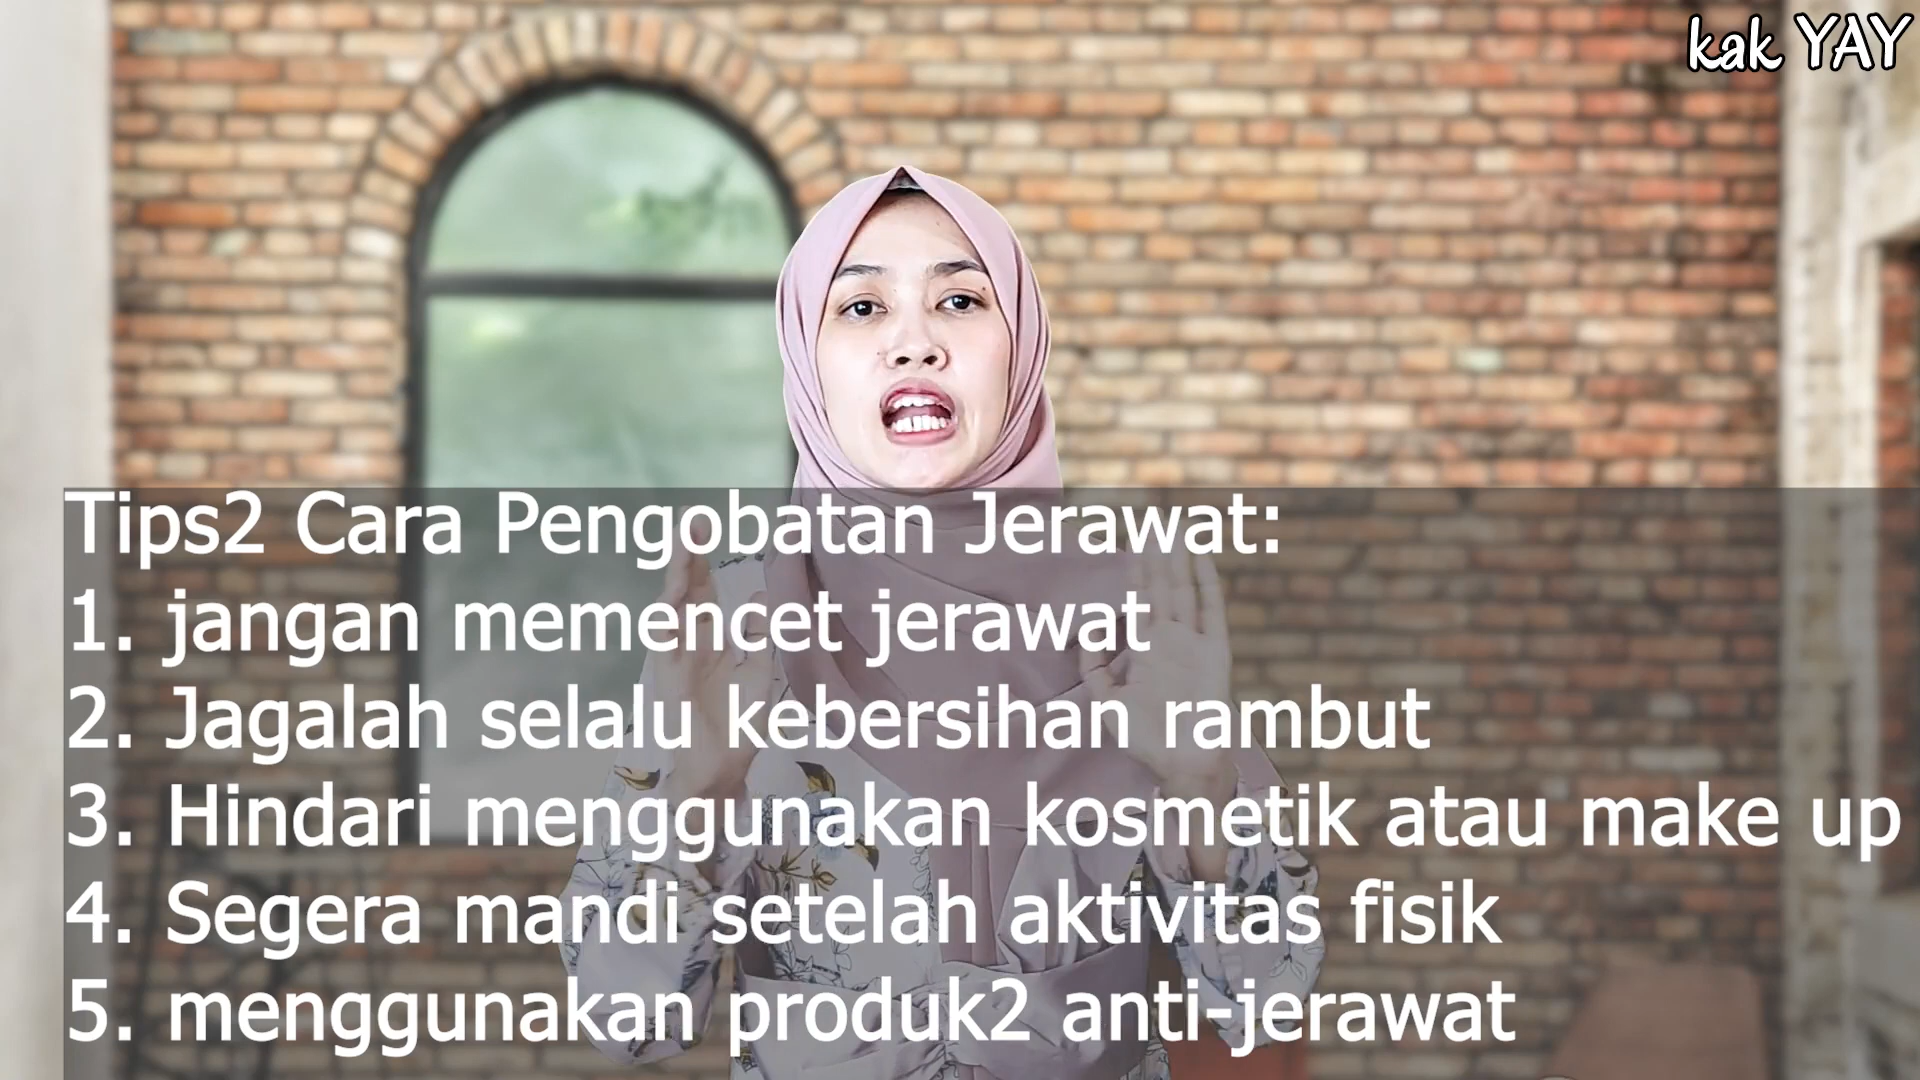 kak YAY
Tips2 Cara Pengobatan Jerawat:
1. jangan memencet jerawat
2. Jagalah selalu kebersihan rambut
3. Hindari menggunakan kosmetik atau make up
4. Segera mandi setelah aktivitas fisik
5. menggunakan produk2 anti-jerawat